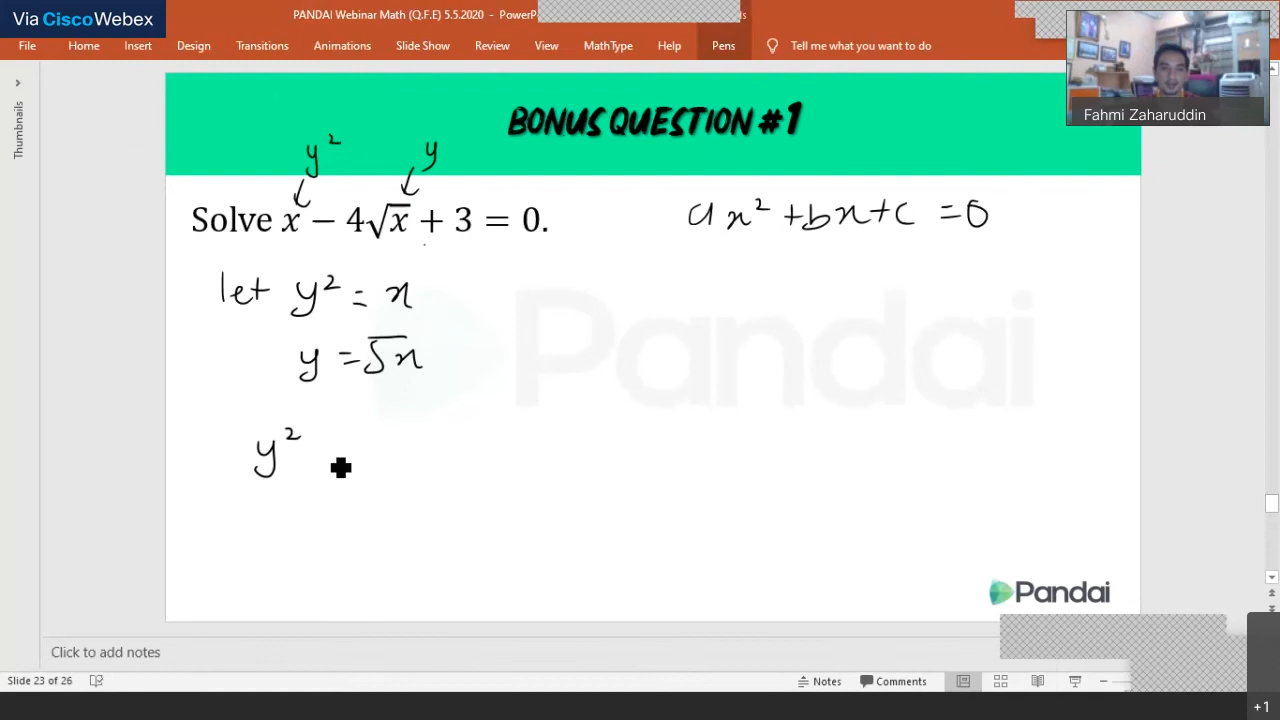 Via CiscoWebex
PANDAI Webinar Math (Q.F.E) 5.5.2020 - PowerP
File Home Insert Design Transitions Animations Slide Show Review View MathType Help Pens Tell me what you want to do
Fahmi Zaharuddin
Thumbnails
BONUS QUESTION #1
y² y
Solve x − 4√x + 3 = 0.
ax² + bx + c = 0
let y² = x
y = √x
y²
Pandai
Pandai
Click to add notes
Slide 23 of 26 Notes Comments
+1